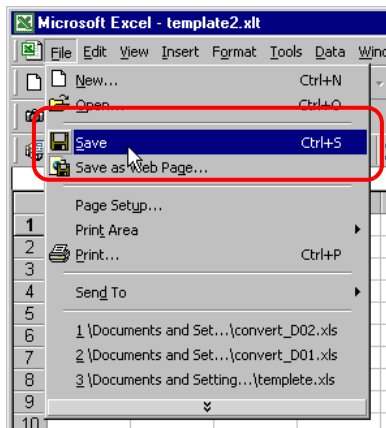 Microsoft Excel - template2.xlt
File Edit View Insert Format Tools Data Wind
New... Ctrl+N
Open... Ctrl+O
Save Ctrl+S
Save as Web Page...
Page Setup...
Print Area
Print... Ctrl+P
Send To
1 \Documents and Set...\convert_D02.xls
2 \Documents and Set...\convert_D01.xls
3 \Documents and Setting...\templete.xls
1
2
3
4
5
6
7
8
9
10